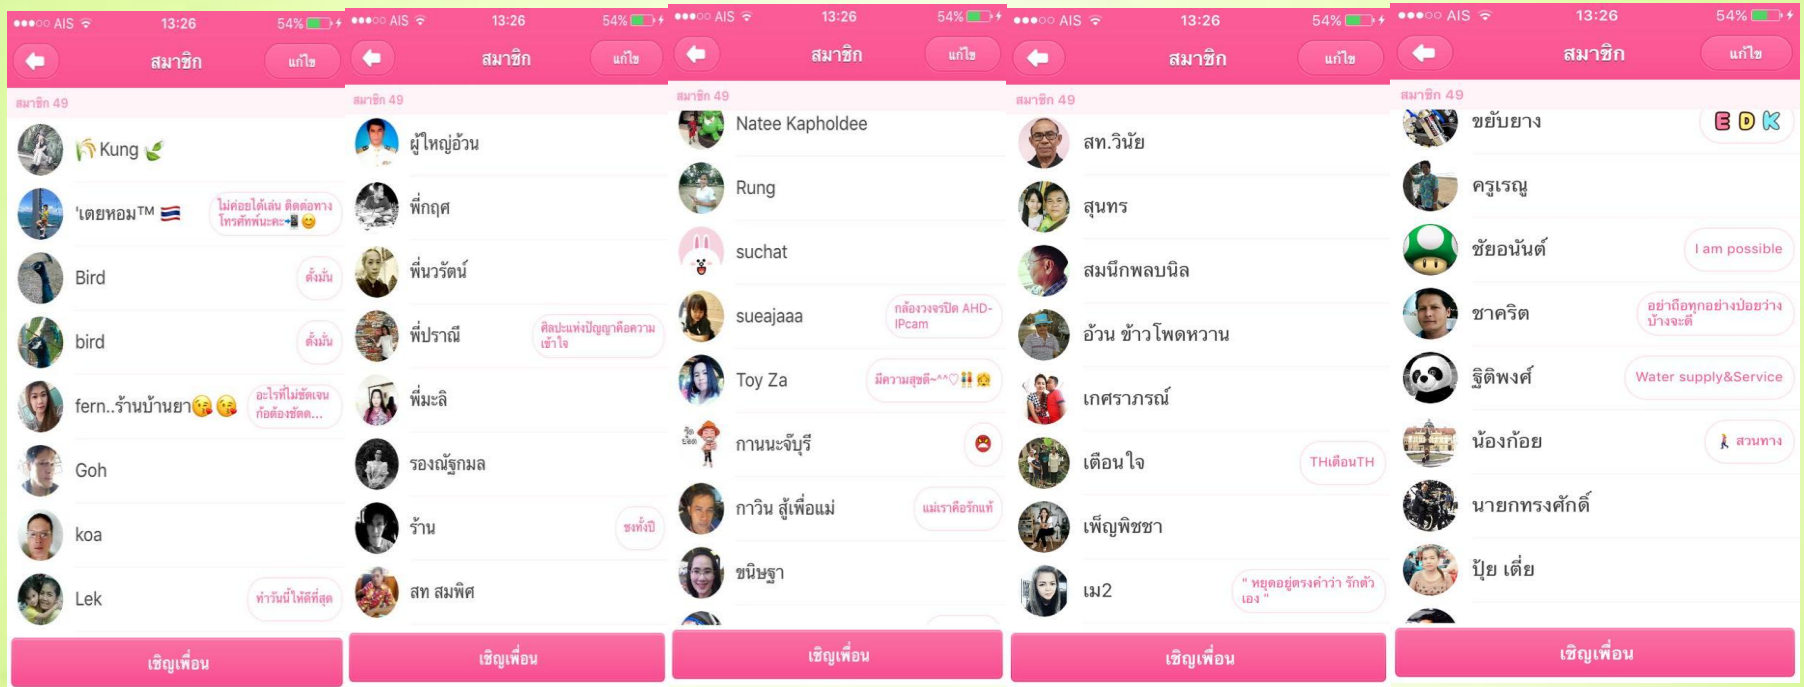 AIS 13:26 54%
สมาชิก
แก้ไข
สมาชิก 49
Kung
'เตยหอม™
ไม่ค่อยได้เล่น ติดต่อทาง
โทรศัทพ์นะคะ
Bird
ตั้งมั่น
bird
ตั้งมั่น
fern..ร้านบ้านยา
อะไรที่ไม่ชัดเจน
ก้อต้องชัดด...
Goh
koa
Lek
ทำวันนี้ให้ดีที่สุด
เชิญเพื่อน
AIS 13:26 54%
สมาชิก
แก้ไข
สมาชิก 49
ผู้ใหญ่อ้วน
พี่กฤศ
พี่นวรัตน์
พี่ปราณี
ศิลปะแห่งปัญญาคือความ
เข้าใจ
พี่มะลิ
รองณัฐกมล
ร้าน
ชงทั้งปี
สท สมพิศ
เชิญเพื่อน
AIS 13:26 54%
สมาชิก
แก้ไข
สมาชิก 49
Natee Kapholdee
Rung
suchat
sueajaaa
กล้องวงจรปิด AHD-
IPcam
Toy Za
มีความสุขดี~^^♡
กานนะจ๊บุรี
กาวิน สู้เพื่อแม่
แม่เราคือรักแท้
ขนิษฐา
เชิญเพื่อน
AIS 13:26 54%
สมาชิก
แก้ไข
สมาชิก 49
สท.วินัย
สุนทร
สมนึกพลบนิล
อ้วน ข้าวโพดหวาน
เกศราภรณ์
เตือนใจ
THเตือนTH
เพ็ญพิชชา
เม2
" หยุดอยู่ตรงคำว่า รักตัว
เอง "
เชิญเพื่อน
AIS 13:26 54%
สมาชิก
แก้ไข
สมาชิก 49
ขยับยาง
EDK
ครูเรณู
ชัยอนันต์
I am possible
ชาคริต
อย่าถือทุกอย่างป่อยว่าง
บ้างจะดี
ฐิติพงศ์
Water supply&Service
น้องก้อย
สวนทาง
นายกทรงศักดิ์
ปุ้ย เตี่ย
เชิญเพื่อน